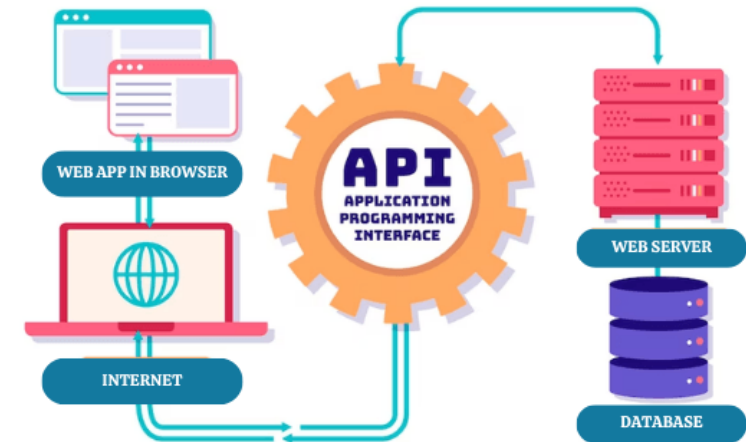 WEB APP IN BROWSER
INTERNET
API
APPLICATION
PROGRAMMING
INTERFACE
WEB SERVER
DATABASE